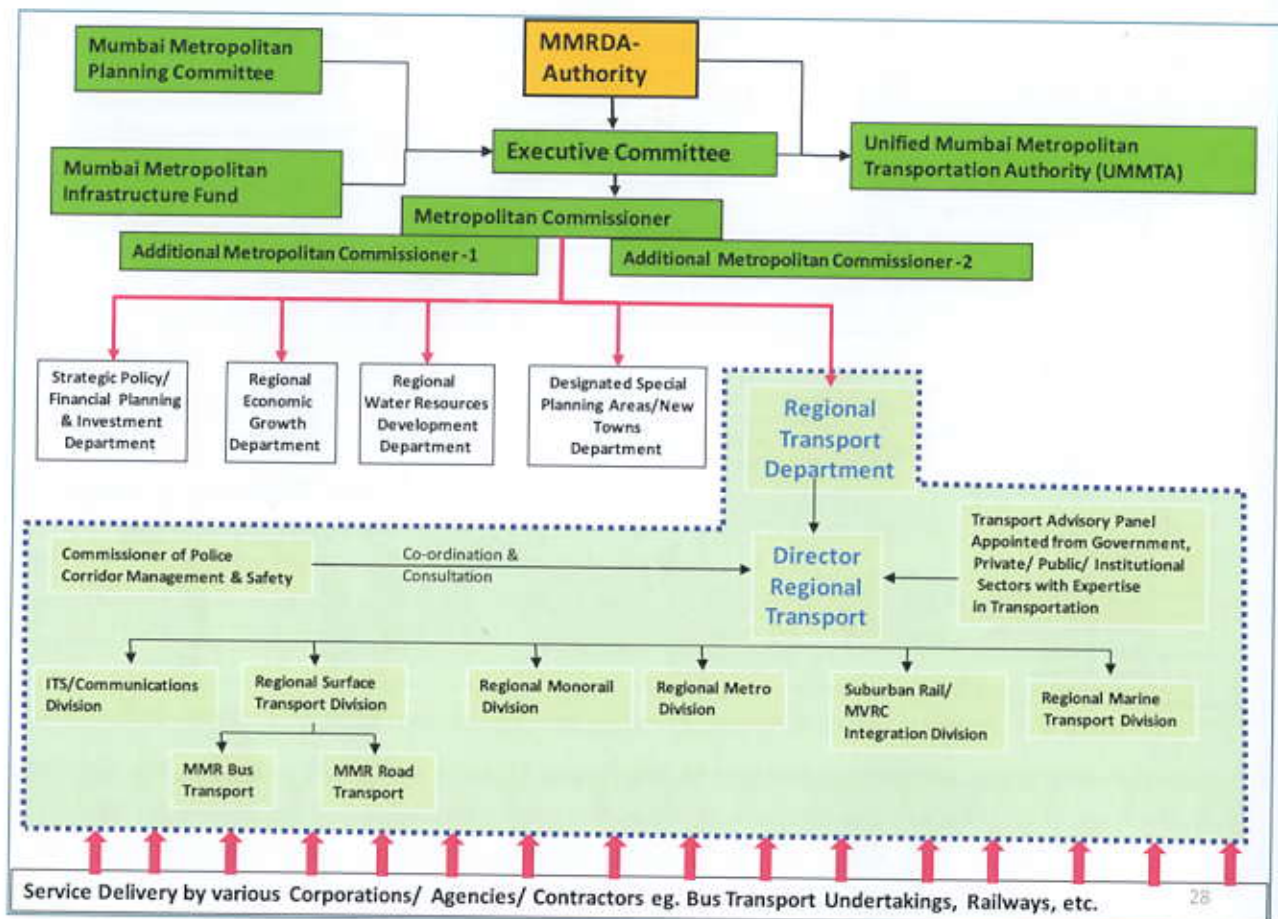 Mumbai Metropolitan
Planning Committee
MMRDA-
Authority
Executive Committee
Unified Mumbai Metropolitan
Transportation Authority (UMMTA)
Mumbai Metropolitan
Infrastructure Fund
Metropolitan Commissioner
Additional Metropolitan Commissioner -1
Additional Metropolitan Commissioner -2
Strategic Policy/
Financial Planning
& Investment
Department
Regional
Economic
Growth
Department
Regional
Water Resources
Development
Department
Designated Special
Planning Areas/New
Towns
Department
Regional
Transport
Department
Commissioner of Police
Corridor Management & Safety
Co-ordination &
Consultation
Director
Regional
Transport
Transport Advisory Panel
Appointed from Government,
Private/ Public/ Institutional
Sectors with Expertise
in Transportation
ITS/Communications
Division
Regional Surface
Transport Division
Regional Monorail
Division
Regional Metro
Division
Suburban Rail/
MVRC
Integration Division
Regional Marine
Transport Division
MMR Bus
Transport
MMR Road
Transport
Service Delivery by various Corporations/ Agencies/ Contractors eg. Bus Transport Undertakings, Railways, etc.
28